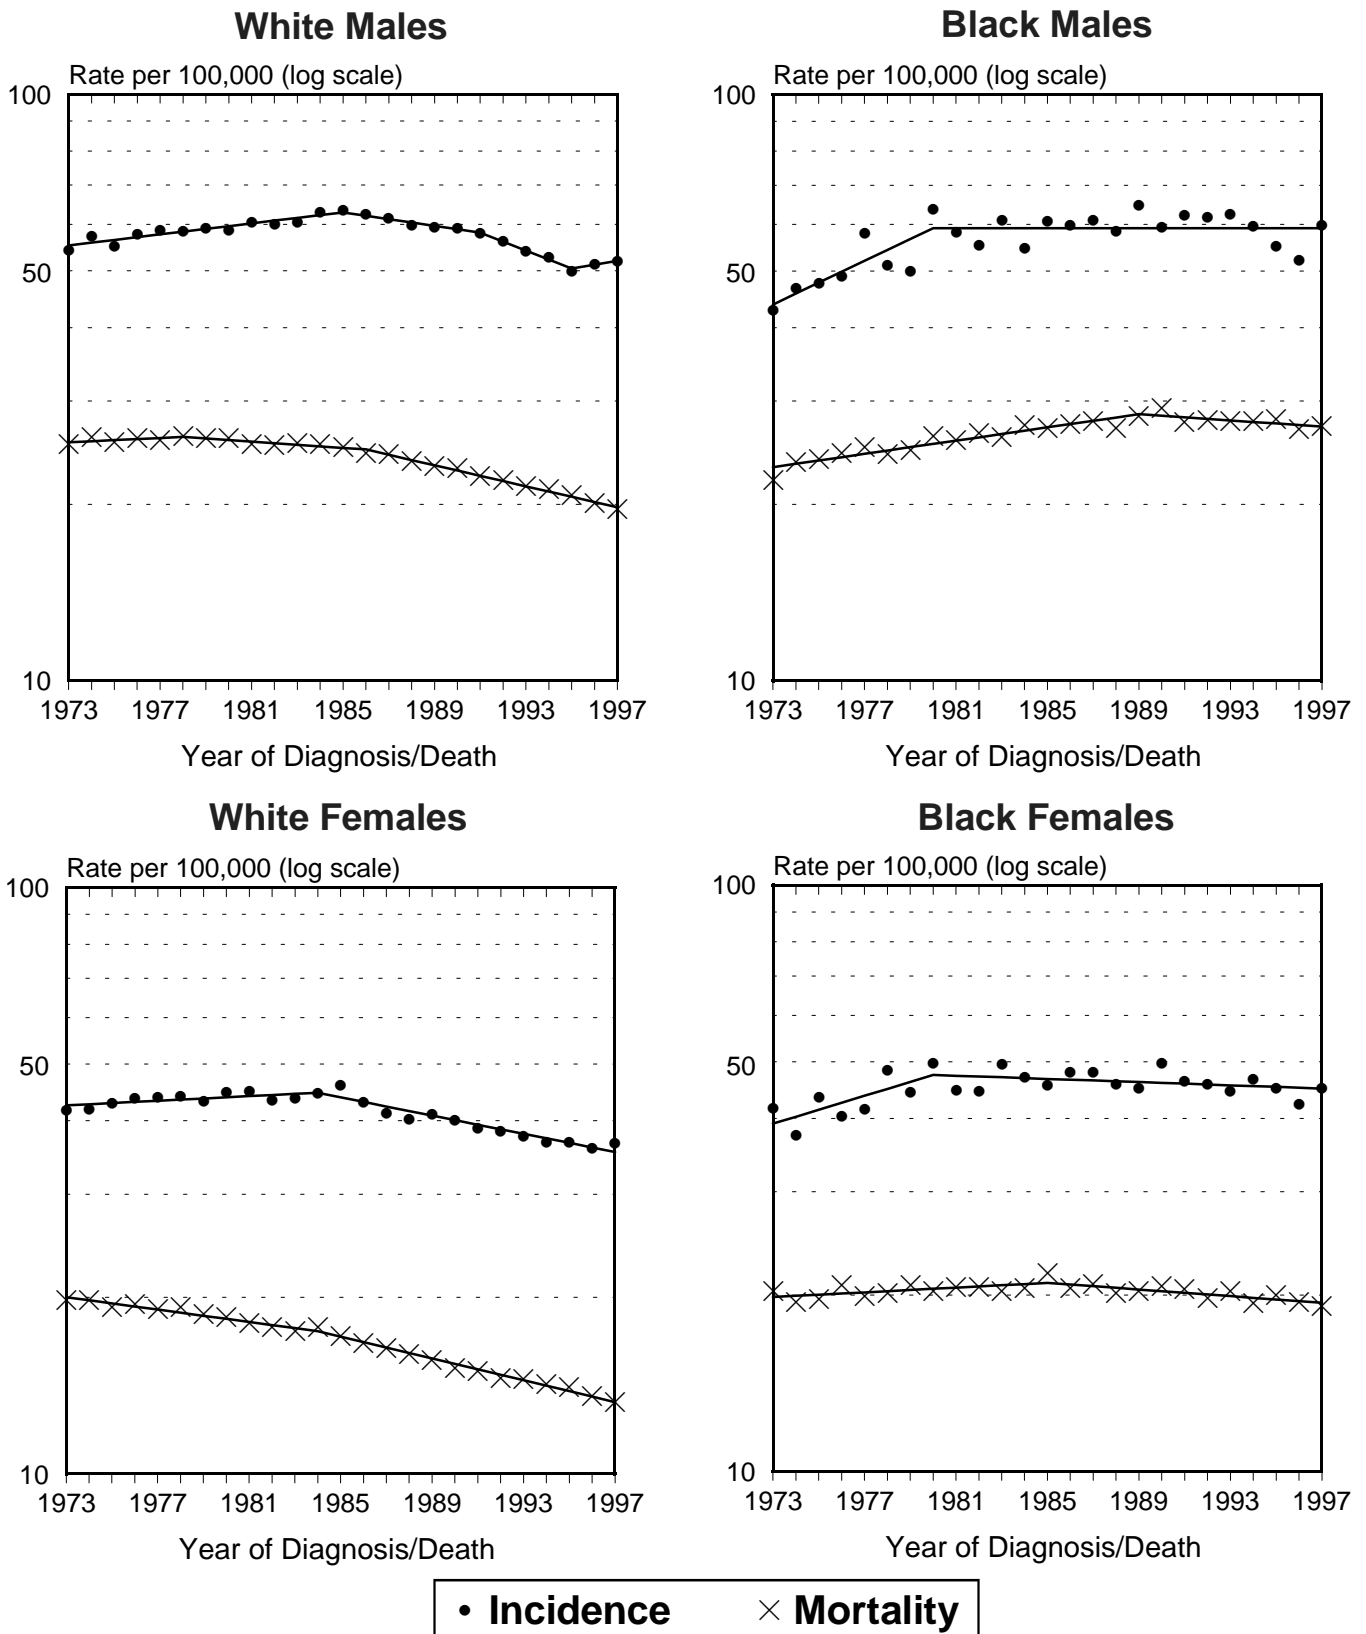 White Males
Rate per 100,000 (log scale)
100
50
10
1973 1977 1981 1985 1989 1993 1997
Year of Diagnosis/Death
Black Males
Rate per 100,000 (log scale)
100
50
10
1973 1977 1981 1985 1989 1993 1997
Year of Diagnosis/Death
White Females
Rate per 100,000 (log scale)
100
50
10
1973 1977 1981 1985 1989 1993 1997
Year of Diagnosis/Death
Black Females
Rate per 100,000 (log scale)
100
50
10
1973 1977 1981 1985 1989 1993 1997
Year of Diagnosis/Death
Incidence Mortality